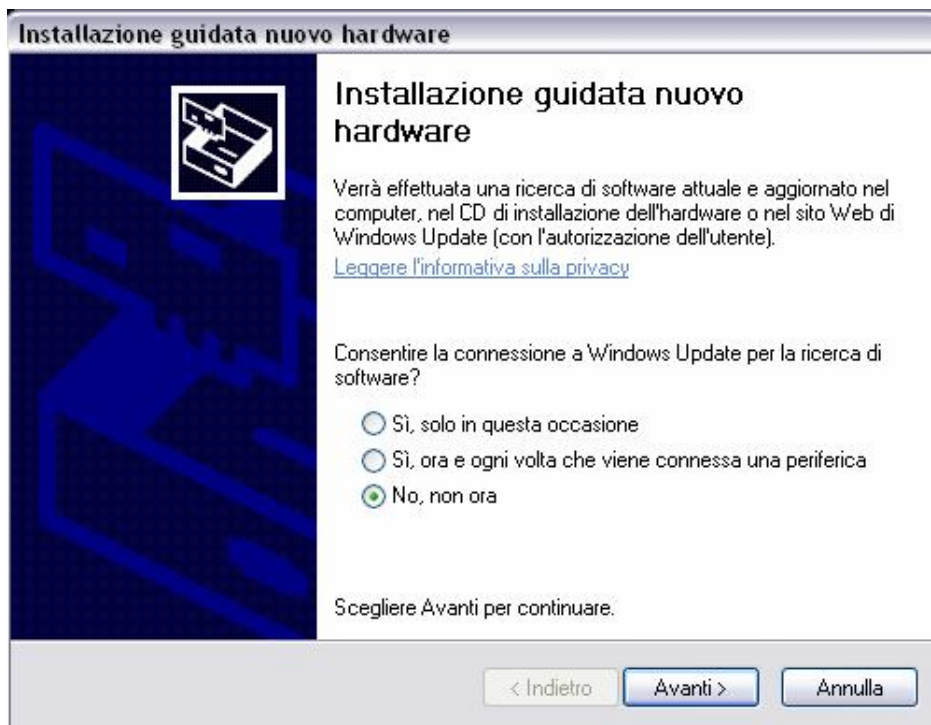 Installazione guidata nuovo hardware
Installazione guidata nuovo
hardware
Verrà effettuata una ricerca di software attuale e aggiornato nel
computer, nel CD di installazione dell'hardware o nel sito Web di
Windows Update (con l'autorizzazione dell'utente).
Leggere l'informativa sulla privacy
Consentire la connessione a Windows Update per la ricerca di
software?
Sì, solo in questa occasione
Sì, ora e ogni volta che viene connessa una periferica
No, non ora
Scegliere Avanti per continuare.
< Indietro Avanti > Annulla